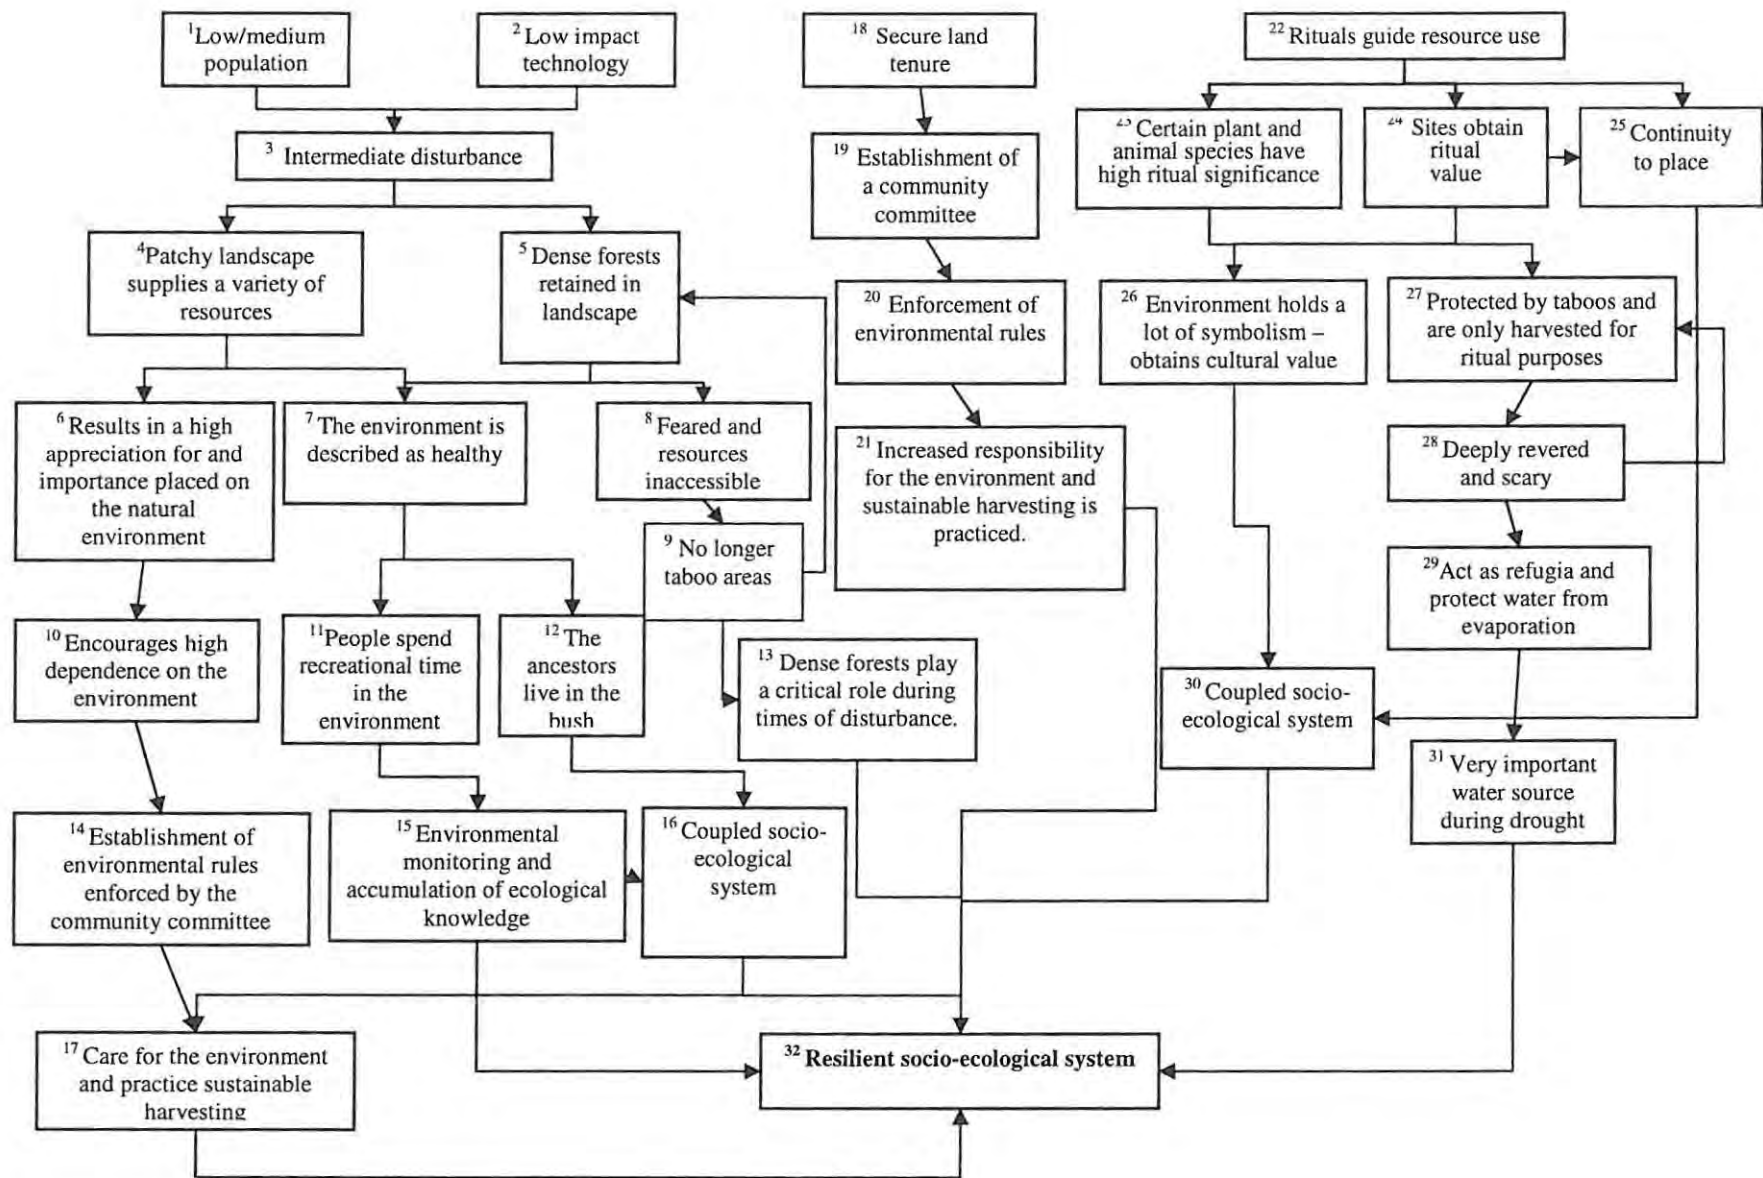 1 Low/medium
population
2 Low impact
technology
3 Intermediate disturbance
4 Patchy landscape
supplies a variety of
resources
5 Dense forests
retained in
landscape
6 Results in a high
appreciation for and
importance placed on
the natural
environment
7 The environment is
described as healthy
8 Feared and
resources
inaccessible
9 No longer
taboo areas
10 Encourages high
dependence on the
environment
11 People spend
recreational time
in the
environment
12 The
ancestors
live in the
bush
13 Dense forests play
a critical role during
times of disturbance.
14 Establishment of
environmental rules
enforced by the
community committee
15 Environmental
monitoring and
accumulation of ecological
knowledge
16 Coupled socio-
ecological
system
17 Care for the environment
and practice sustainable
harvesting
18 Secure land
tenure
19 Establishment of
a community
committee
20 Enforcement of
environmental rules
21 Increased responsibility
for the environment and
sustainable harvesting is
practiced.
22 Rituals guide resource use
23 Certain plant and
animal species have
high ritual significance
24 Sites obtain
ritual
value
25 Continuity
to place
26 Environment holds a
lot of symbolism –
obtains cultural value
27 Protected by taboos and
are only harvested for
ritual purposes
28 Deeply revered
and scary
29 Act as refugia and
protect water from
evaporation
30 Coupled socio-
ecological system
31 Very important
water source
during drought
32 Resilient socio-ecological system